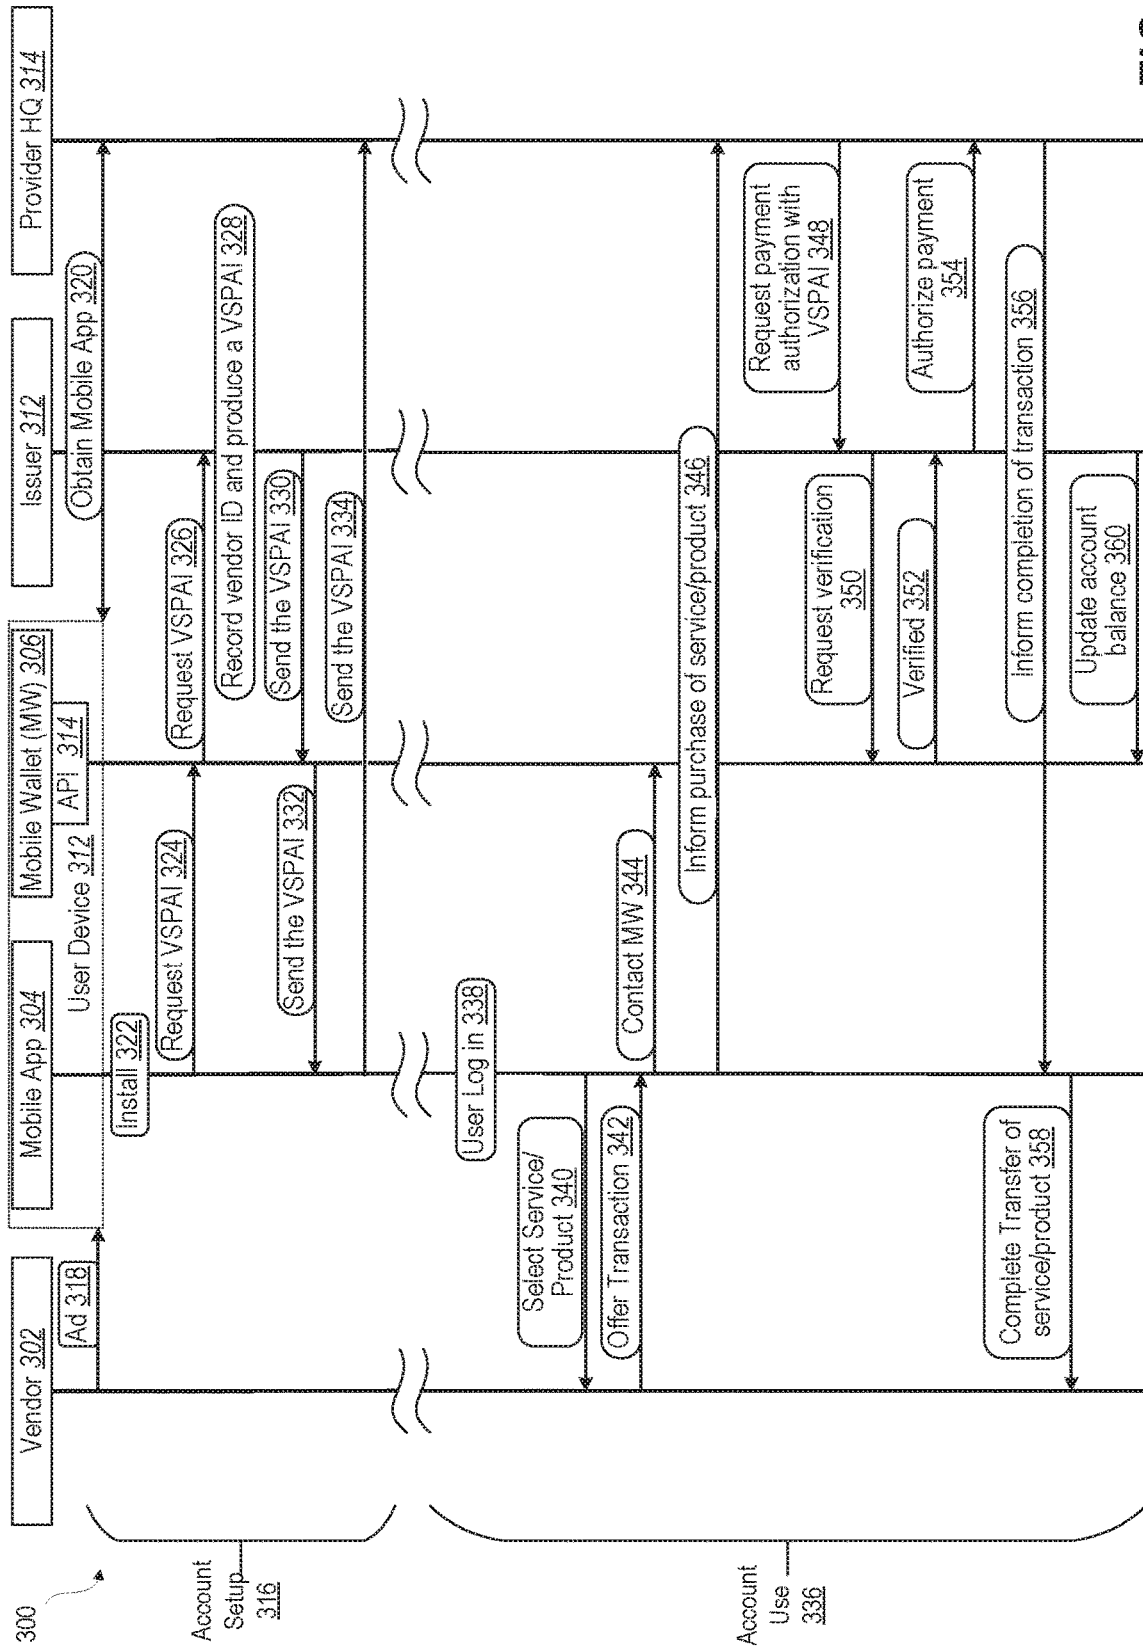 300
Vendor 302
Mobile App 304
Mobile Wallet (MW) 306
API 314
User Device 312
Issuer 312
Provider HQ 314
Account
Setup
316
Ad 318
Obtain Mobile App 320
Install 322
Request VSPAI 324
Request VSPAI 326
Record vendor ID and produce a VSPAI 328
Send the VSPAI 330
Send the VSPAI 332
Send the VSPAI 334
Account
Use
336
User Log in 338
Select Service/
Product 340
Offer Transaction 342
Contact MW 344
Inform purchase of service/product 346
Request payment
authorization with
VSPAI 348
Request verification
350
Verified 352
Authorize payment
354
Inform completion of transaction 356
Complete Transfer of
service/product 358
Update account
balance 360